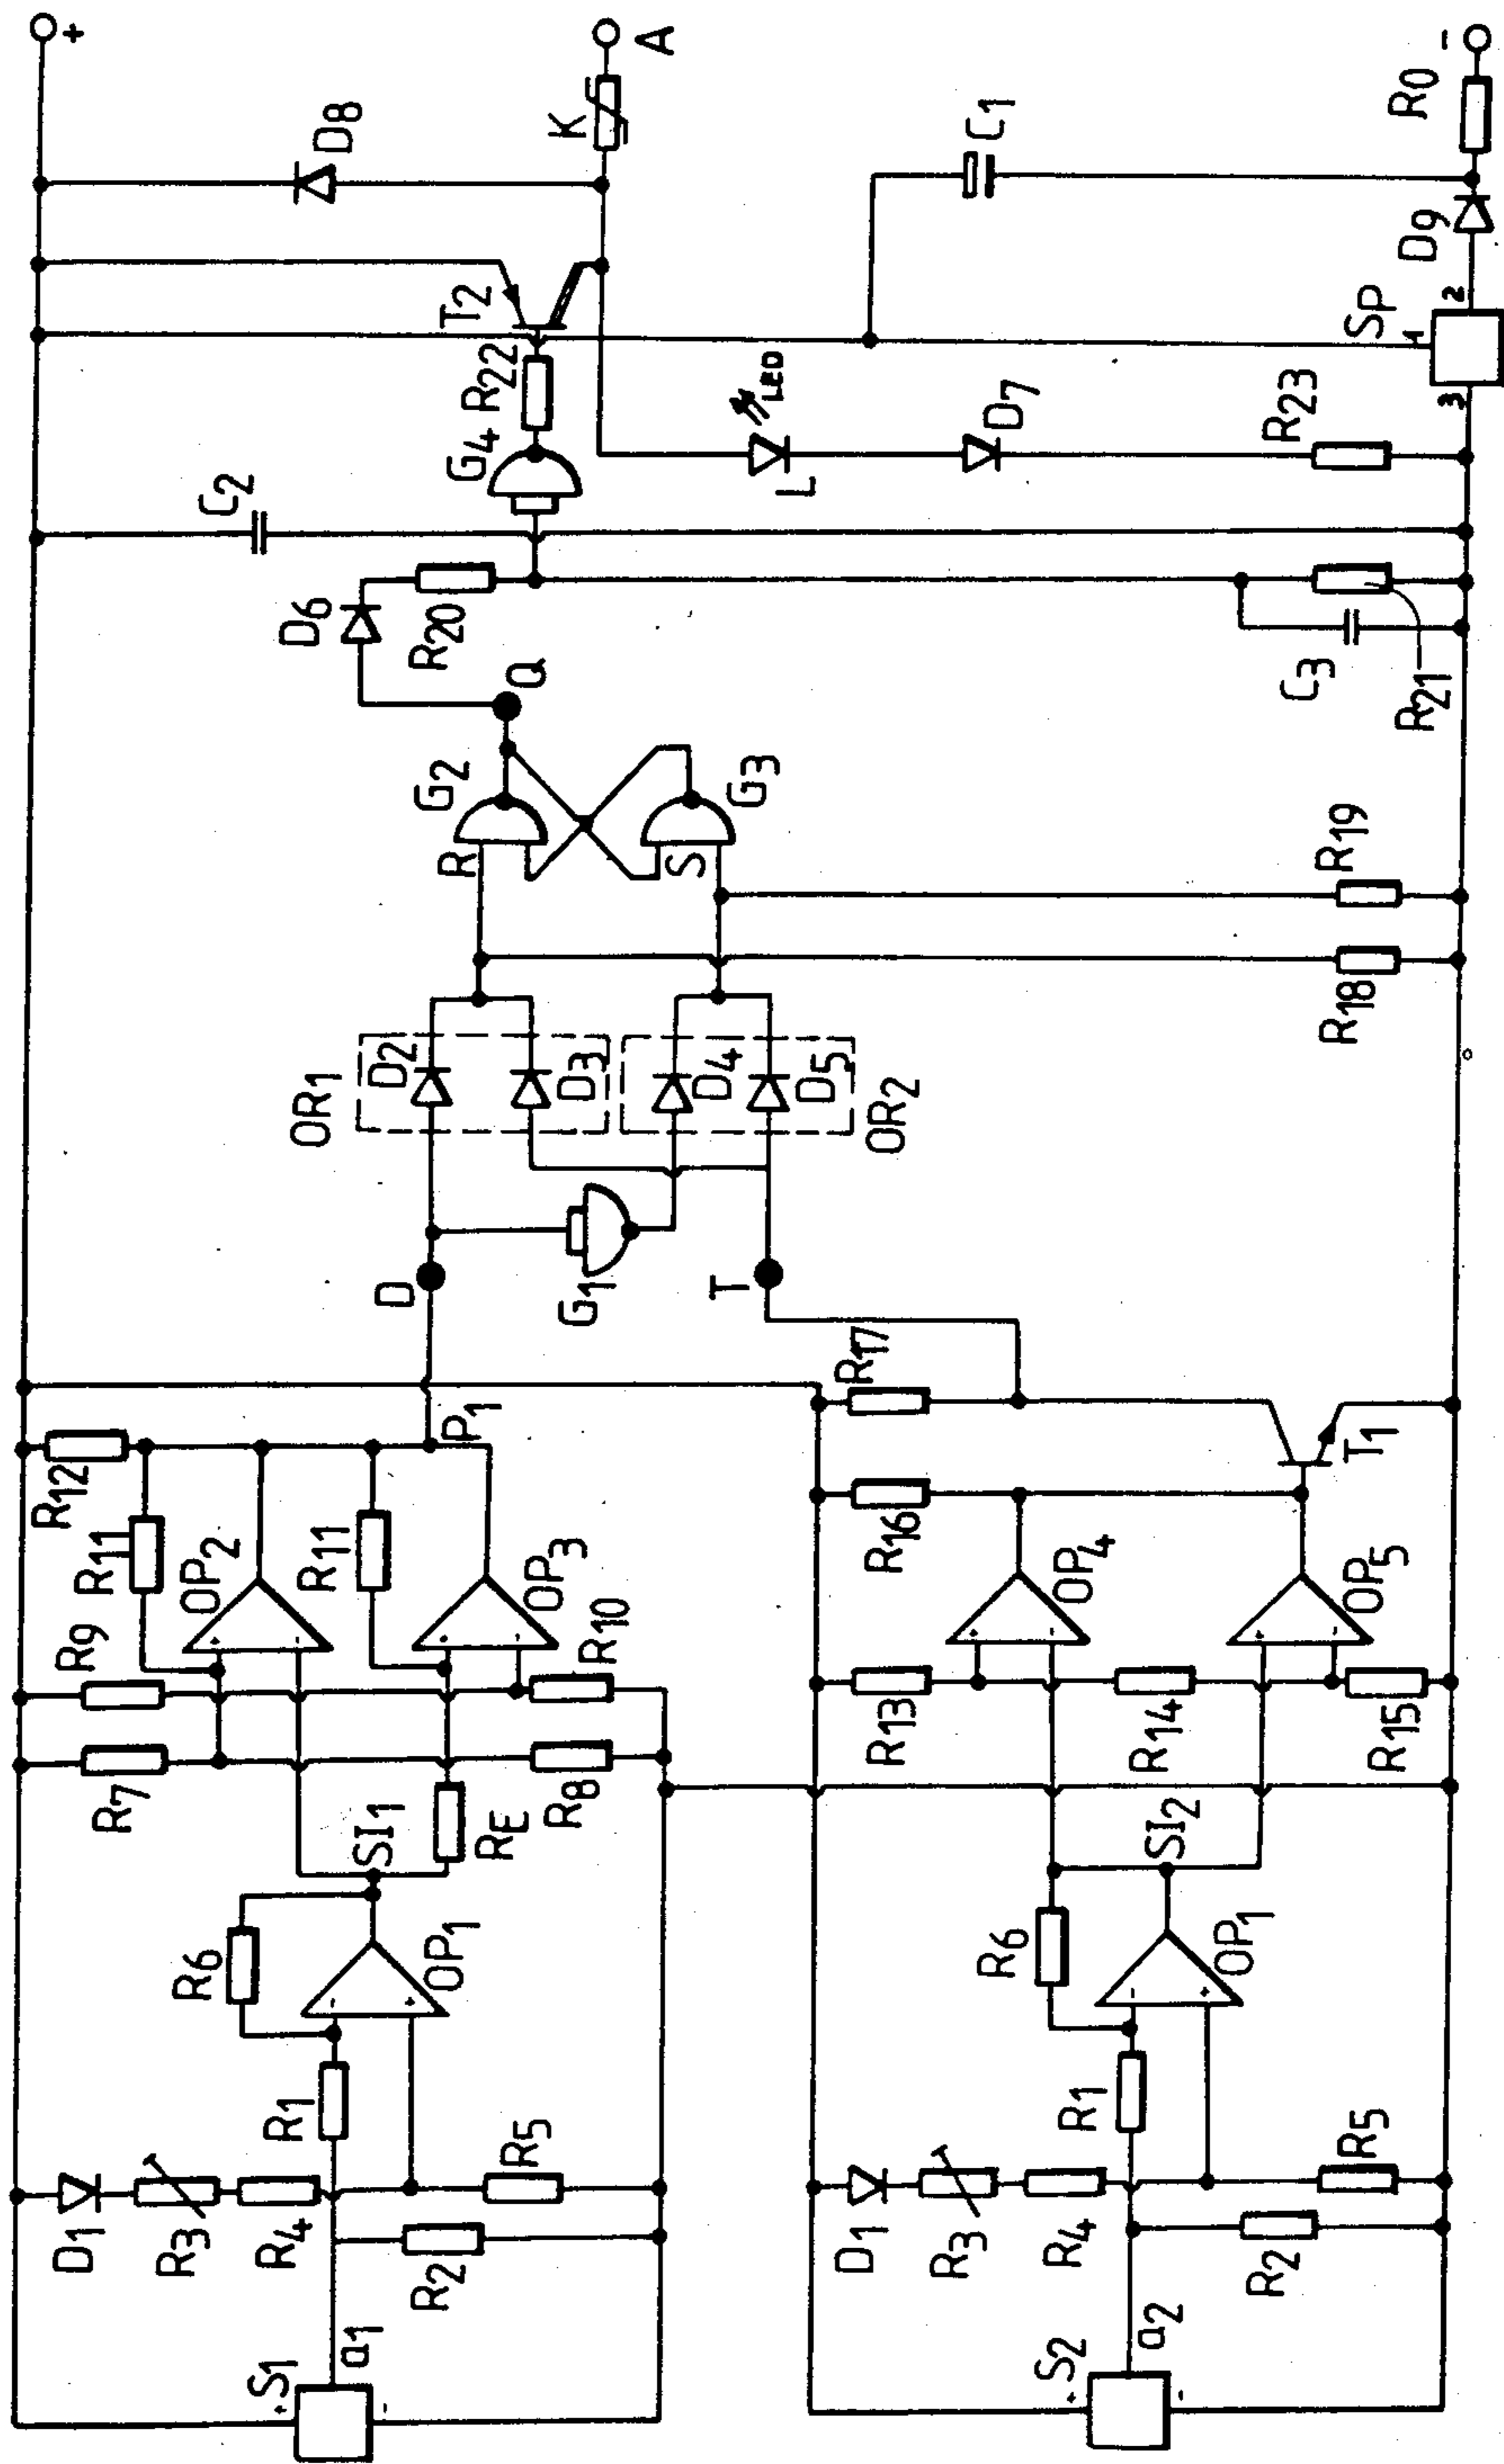 +
D8
K
A
C1
R0
-
D9
T2
R22
G4
LED
L
D7
SP
1
2
3
R23
C2
D6
R20
C3
R21
Q
G2
G3
R
S
R19
R18
OR1
D2
D3
D4
D5
OR2
D
G1
T
R17
P1
R12
R11
OP2
+
-
R11
OP3
+
-
R9
R10
R7
R8
RE
SI1
R6
OP1
-
+
R1
D1
R3
R4
R5
R2
S1
+
-
a1
R16
T1
OP4
+
-
OP5
+
-
R13
R14
R15
SI2
R6
OP1
-
+
R1
D1
R3
R4
R5
R2
S2
+
-
a2